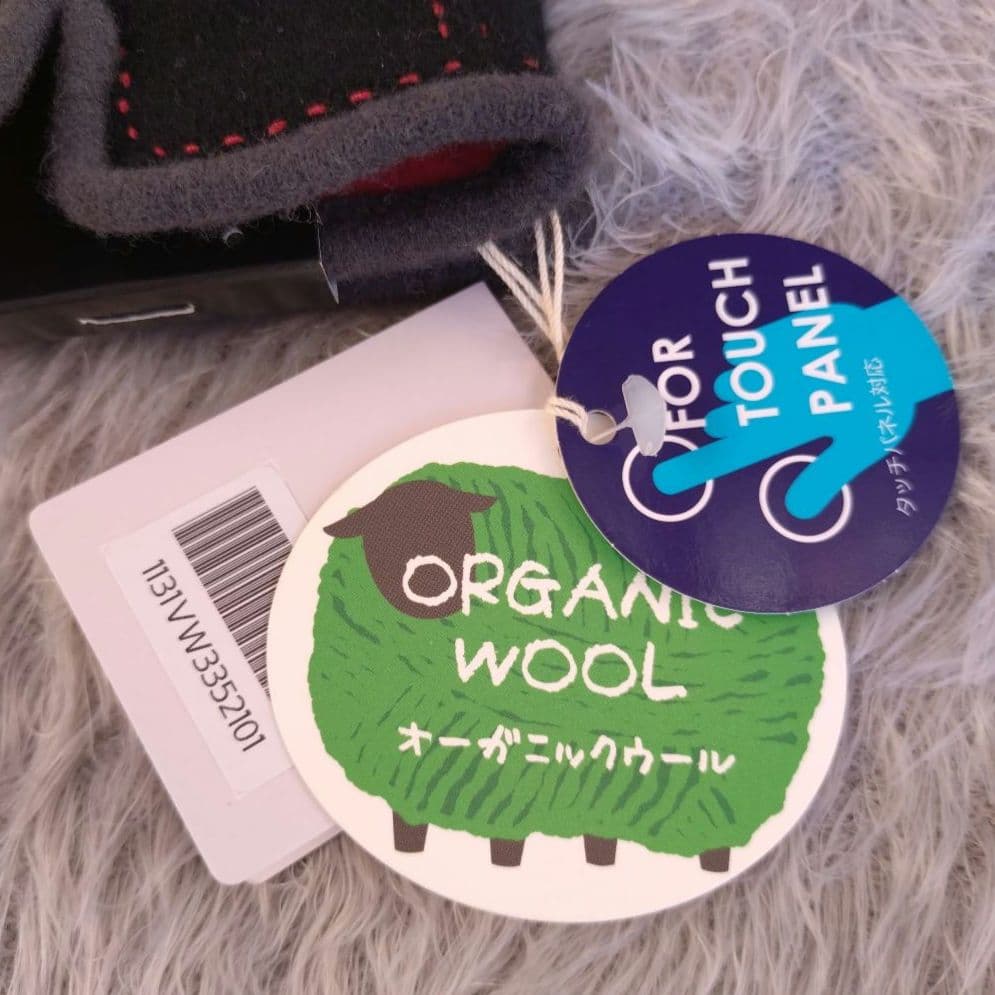 FOR
TOUCH
PANEL
タッチパネル対応
ORGANIC
WOOL
オーガニックウール
1131VW3352101